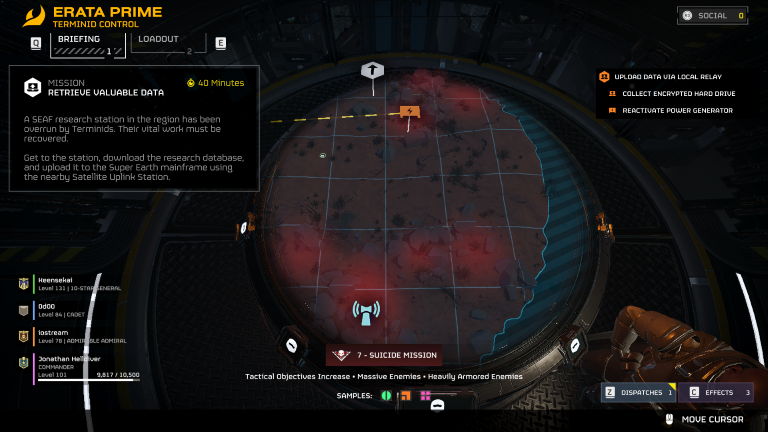 ERATA PRIME
TERMINID CONTROL
Q
BRIEFING
1
LOADOUT
2
E
SOCIAL 0
MISSION
RETRIEVE VALUABLE DATA
40 Minutes
A SEAF research station in the region has been
overrun by Terminids. Their vital work must be
recovered.
Get to the station, download the research database,
and upload it to the Super Earth mainframe using
the nearby Satellite Uplink Station.
UPLOAD DATA VIA LOCAL RELAY
COLLECT ENCRYPTED HARD DRIVE
REACTIVATE POWER GENERATOR
Keensekai
Level 131 | 10-STAR GENERAL
0d00
Level 84 | CADET
Iostream
Level 78 | ADMIRABLE ADMIRAL
Jonathan Helldiver
COMMANDER
Level 101 9,817 / 10,500
7 - SUICIDE MISSION
Tactical Objectives Increase • Massive Enemies • Heavily Armored Enemies
SAMPLES:
Z DISPATCHES 1
C EFFECTS 3
MOVE CURSOR